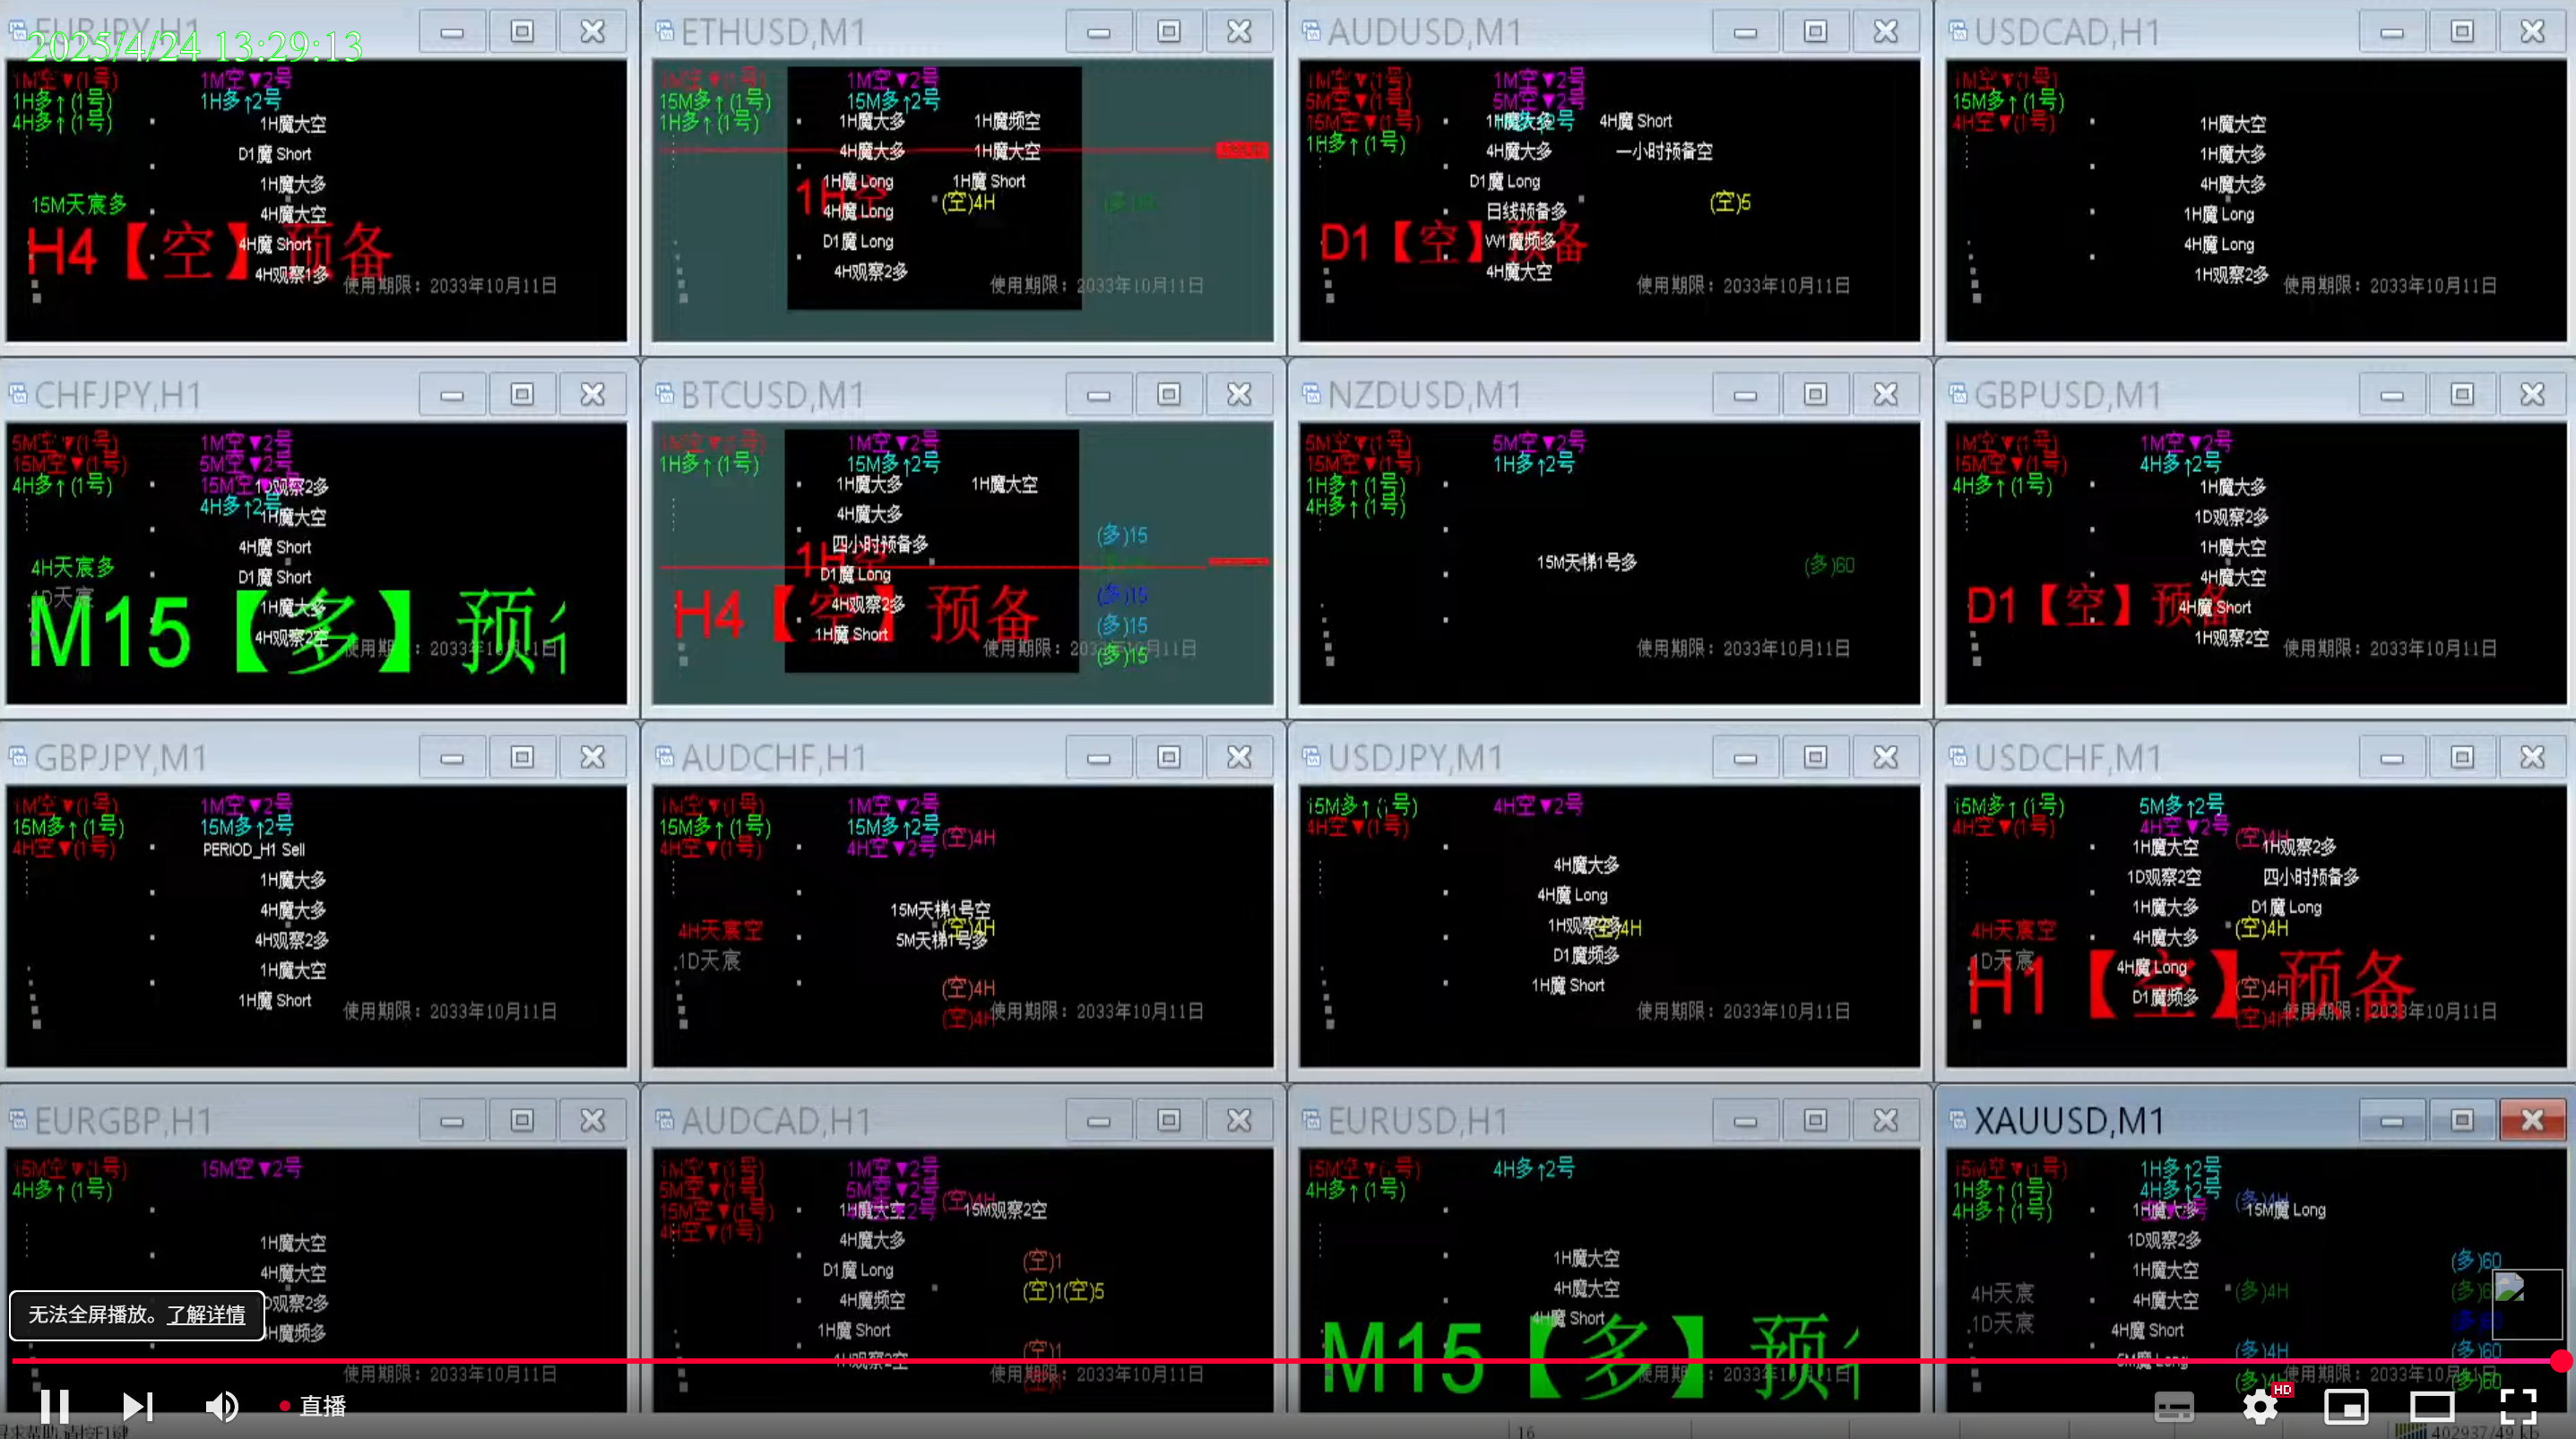 EURJPY,H1
2025/4/24 13:29:13
1M空▼(1号)
1M空▼2号
1H多↑(1号)
1H多↑2号
4H多↑(1号)
1H魔大空
D1魔 Short
1H魔大多
15M天宸多
4H魔大空
H4【空】预备
4H魔 Short
4H观察1多
使用期限：2033年10月11日
ETHUSD,M1
1M空▼(1号)
1M空▼2号
15M多↑(1号)
15M多↑2号
1H多↑(1号)
1H魔大多
1H魔频空
4H魔大多
1H魔大空
1H空
1H魔 Long
1H魔 Short
(空)4H
4H魔 Long
D1魔 Long
4H观察2多
使用期限：2033年10月11日
AUDUSD,M1
1M空▼(1号)
1M空▼2号
5M空▼(1号)
5M空▼2号
15M空▼(1号)
1H魔大多
4H魔 Short
1H多↑(1号)
4H魔大多
一小时预备空
D1魔 Long
(空)5
日线预备多
D1【空】预备
W1魔频多
4H魔大空
使用期限：2033年10月11日
USDCAD,H1
1M空▼(1号)
15M多↑(1号)
4H空▼(1号)
1H魔大空
1H魔大多
4H魔大多
1H魔 Long
4H魔 Long
1H观察2多
使用期限：2033年10月11日
CHFJPY,H1
5M空▼(1号)
1M空▼2号
15M空▼(1号)
5M空▼2号
4H多↑(1号)
15M空▼2号
1D观察2多
4H多↑2号
1H魔大空
4H魔 Short
4H天宸多
D1魔 Short
1D天宸
1H魔大多
M15【多】预
4H观察2空
使用期限：2033年10月11日
BTCUSD,M1
1M空▼(1号)
1M空▼2号
1H多↑(1号)
15M多↑2号
1H魔大多
1H魔大空
4H魔大多
(多)15
四小时预备多
1H空
D1魔 Long
(多)15
4H观察2多
H4【空】预备
(多)15
1H魔 Short
使用期限：2033年10月11日
(多)15
NZDUSD,M1
5M空▼(1号)
5M空▼2号
15M空▼(1号)
1H多↑2号
1H多↑(1号)
4H多↑(1号)
15M天梯1号多
(多)60
使用期限：2033年10月11日
GBPUSD,M1
1M空▼(1号)
1M空▼2号
15M空▼(1号)
4H多↑2号
4H多↑(1号)
1H魔大多
1D观察2多
1H魔大空
4H魔大空
D1【空】预备
4H魔 Short
1H观察2空
使用期限：2033年10月11日
GBPJPY,M1
1M空▼(1号)
1M空▼2号
15M多↑(1号)
15M多↑2号
4H空▼(1号)
PERIOD_H1 Sell
1H魔大多
4H魔大多
4H观察2多
1H魔大空
1H魔 Short
使用期限：2033年10月11日
AUDCHF,H1
1M空▼(1号)
1M空▼2号
15M多↑(1号)
15M多↑2号
(空)4H
4H空▼(1号)
4H空▼2号
15M天梯1号空
4H天宸空
(空)4H
5M天梯1号多
1D天宸
(空)4H
(空)4H
使用期限：2033年10月11日
USDJPY,M1
15M多↑(1号)
4H空▼2号
4H空▼(1号)
4H魔大多
4H魔 Long
1H观察多
(空)4H
D1魔频多
1H魔 Short
使用期限：2033年10月11日
USDCHF,M1
15M多↑(1号)
5M多↑2号
4H空▼(1号)
4H空▼2号
(空)4H
1H魔大空
1H观察2多
1D观察2空
四小时预备多
1H魔大多
D1魔 Long
4H天宸空
4H魔大多
(空)4H
1D天宸
4H魔 Long
H1【空】预备
D1魔频多
(空)4H
(空)4H
使用期限：2033年10月11日
EURGBP,H1
15M空▼(1号)
15M空▼2号
4H多↑(1号)
1H魔大空
4H魔大空
D观察2多
H魔频多
使用期限：2033年10月11日
AUDCAD,H1
1M空▼(1号)
1M空▼2号
5M空▼(1号)
5M空▼2号
(空)4H
15M空▼(1号)
1H魔大空
15M观察2空
4H空▼(1号)
4H魔大多
(空)1
D1魔 Long
(空)1(空)5
4H魔频空
1H魔 Short
(空)1
1H观察2空
使用期限：2033年10月11日
EURUSD,H1
15M空▼(1号)
4H多↑2号
4H多↑(1号)
1H魔大空
4H魔大空
4H魔 Short
M15【多】预
使用期限：2033年10月11日
XAUUSD,M1
15M空▼(1号)
1H多↑2号
1H多↑(1号)
4H多↑2号
(多)4H
4H多↑(1号)
1H魔大多
15M魔 Long
1D观察2多
(多)60
1H魔大空
4H天宸
(多)4H
4H魔大空
1D天宸
4H魔 Short
(多)4H
(多)60
5M魔 Long
使用期限：2033年10月11日
(多)60
无法全屏播放。了解详情
直播
HD
16
402937/49 kb